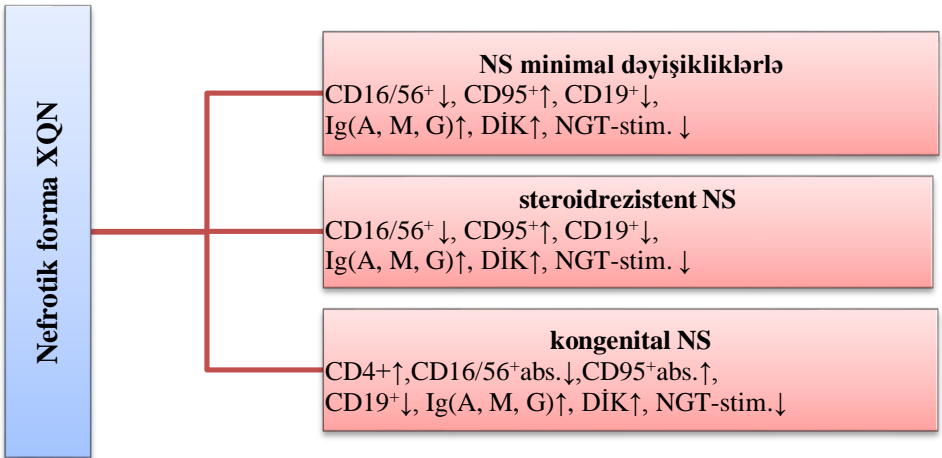 Nefrotik forma XQN
NS minimal dəyişikliklərlə
CD16/56⁺ ↓, CD95⁺↑, CD19⁺↓,
Ig(A, M, G)↑, DİK↑, NGT-stim. ↓
steroidrezistent NS
CD16/56⁺ ↓, CD95⁺↑, CD19⁺↓,
Ig(A, M, G)↑, DİK↑, NGT-stim. ↓
kongenital NS
CD4+↑,CD16/56⁺abs.↓,CD95⁺abs.↑,
CD19⁺↓, Ig(A, M, G)↑, DİK↑, NGT-stim.↓